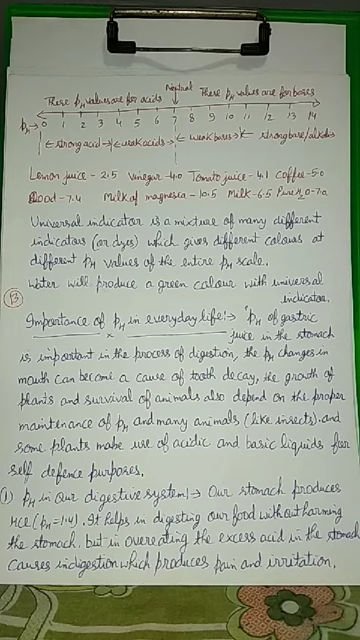 Neutral
These pH values are for acids These pH values are for bases
pH→ 0 1 2 3 4 5 6 7 8 9 10 11 12 13 14
strong acid weak acids weak bases strong base/alkalis
Lemon juice - 2.5 Vinegar - 4.0 Tomato juice - 4.1 Coffee - 5.0
Blood - 7.4 Milk of magnesia - 10.5 Milk - 6.5 Pure H2O - 7.0
Universal indicator is a mixture of many different
indicators (or dyes) which gives different colours at
different pH values of the entire pH scale.
Water will produce a green colour with universal
indicator.
Importance of pH in everyday life:→ pH of gastric
juice in the stomach
is important in the process of digestion, the pH changes in
mouth can become a cause of tooth decay, the growth of
plants and survival of animals also depend on the proper
maintenance of pH and many animals (like insects) and
some plants make use of acidic and basic liquids for
self defence purposes.
① pH in our digestive system:→ Our stomach produces
HCl (pH=1.4). It helps in digesting our food without harming
the stomach. but in overeating the excess acid in the stomach
causes indigestion which produces pain and irritation.